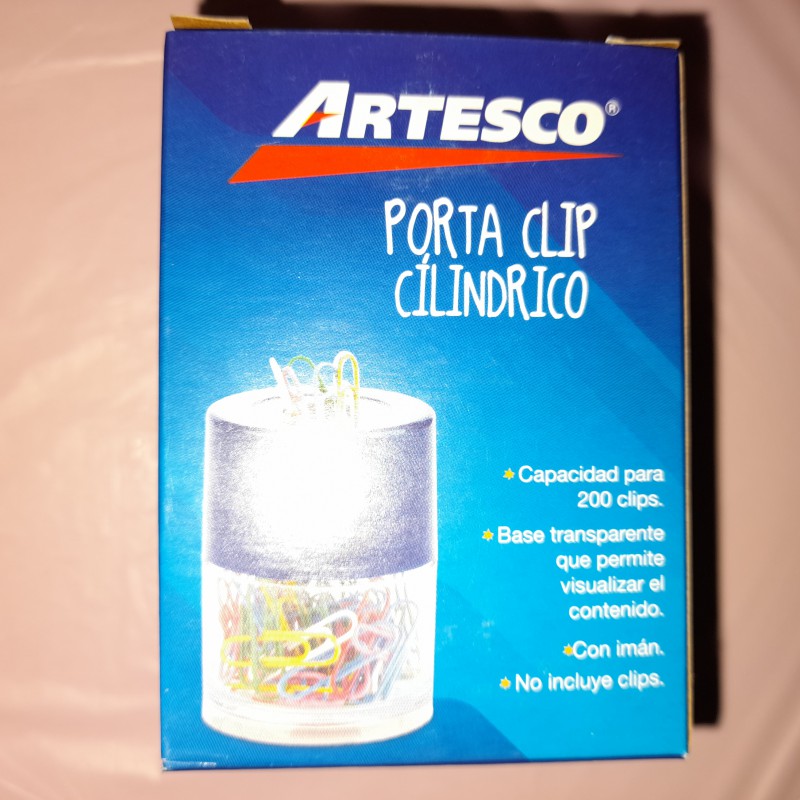 ARTESCO®
PORTA CLIP
CÍLINDRICO
Capacidad para
200 clips.
Base transparente
que permite
visualizar el
contenido.
Con imán.
No incluye clips.